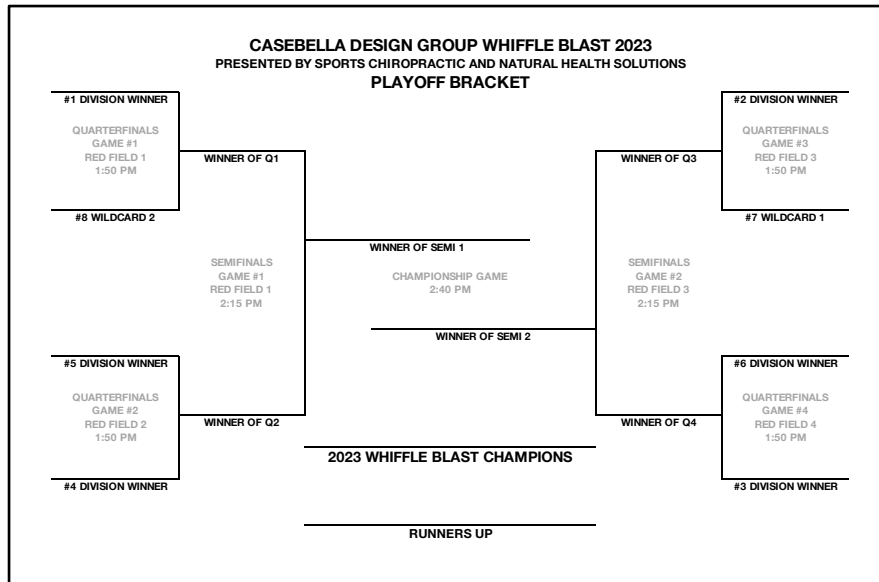 CASEBELLA DESIGN GROUP WHIFFLE BLAST 2023
PRESENTED BY SPORTS CHIROPRACTIC AND NATURAL HEALTH SOLUTIONS
PLAYOFF BRACKET
#1 DIVISION WINNER
QUARTERFINALS
GAME #1
RED FIELD 1
1:50 PM
WINNER OF Q1
#8 WILDCARD 2
SEMIFINALS
GAME #1
RED FIELD 1
2:15 PM
#5 DIVISION WINNER
QUARTERFINALS
GAME #2
RED FIELD 2
1:50 PM
WINNER OF Q2
#4 DIVISION WINNER
WINNER OF SEMI 1
CHAMPIONSHIP GAME
2:40 PM
WINNER OF SEMI 2
#2 DIVISION WINNER
QUARTERFINALS
GAME #3
RED FIELD 3
1:50 PM
WINNER OF Q3
#7 WILDCARD 1
SEMIFINALS
GAME #2
RED FIELD 3
2:15 PM
#6 DIVISION WINNER
QUARTERFINALS
GAME #4
RED FIELD 4
1:50 PM
WINNER OF Q4
#3 DIVISION WINNER
2023 WHIFFLE BLAST CHAMPIONS
RUNNERS UP